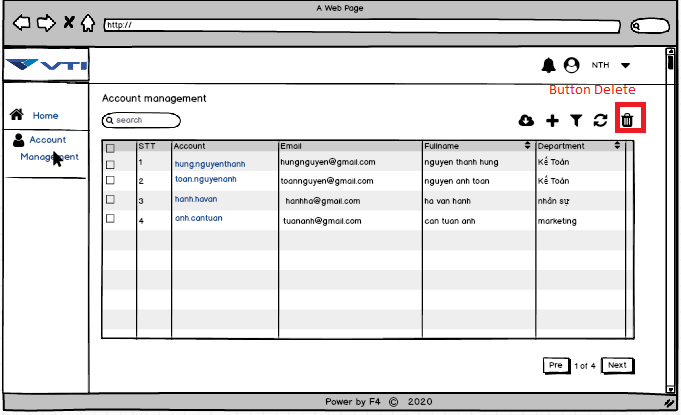 A Web Page
http://
VTI
NTH
Button Delete
Home
Account
Management
Account management
search
STT Account Email Fullname Department
1 hung.nguyenthanh hungnguyen@gmail.com nguyen thanh hung Kế Toán
2 toan.nguyenanh toannguyen@gmail.com nguyen anh toan Kế Toán
3 hanh.havan hanhha@gmail.com ha van hanh nhân sự
4 anh.cantuan tuananh@gmail.com can tuan anh marketing
Pre 1 of 4 Next
Power by F4 © 2020